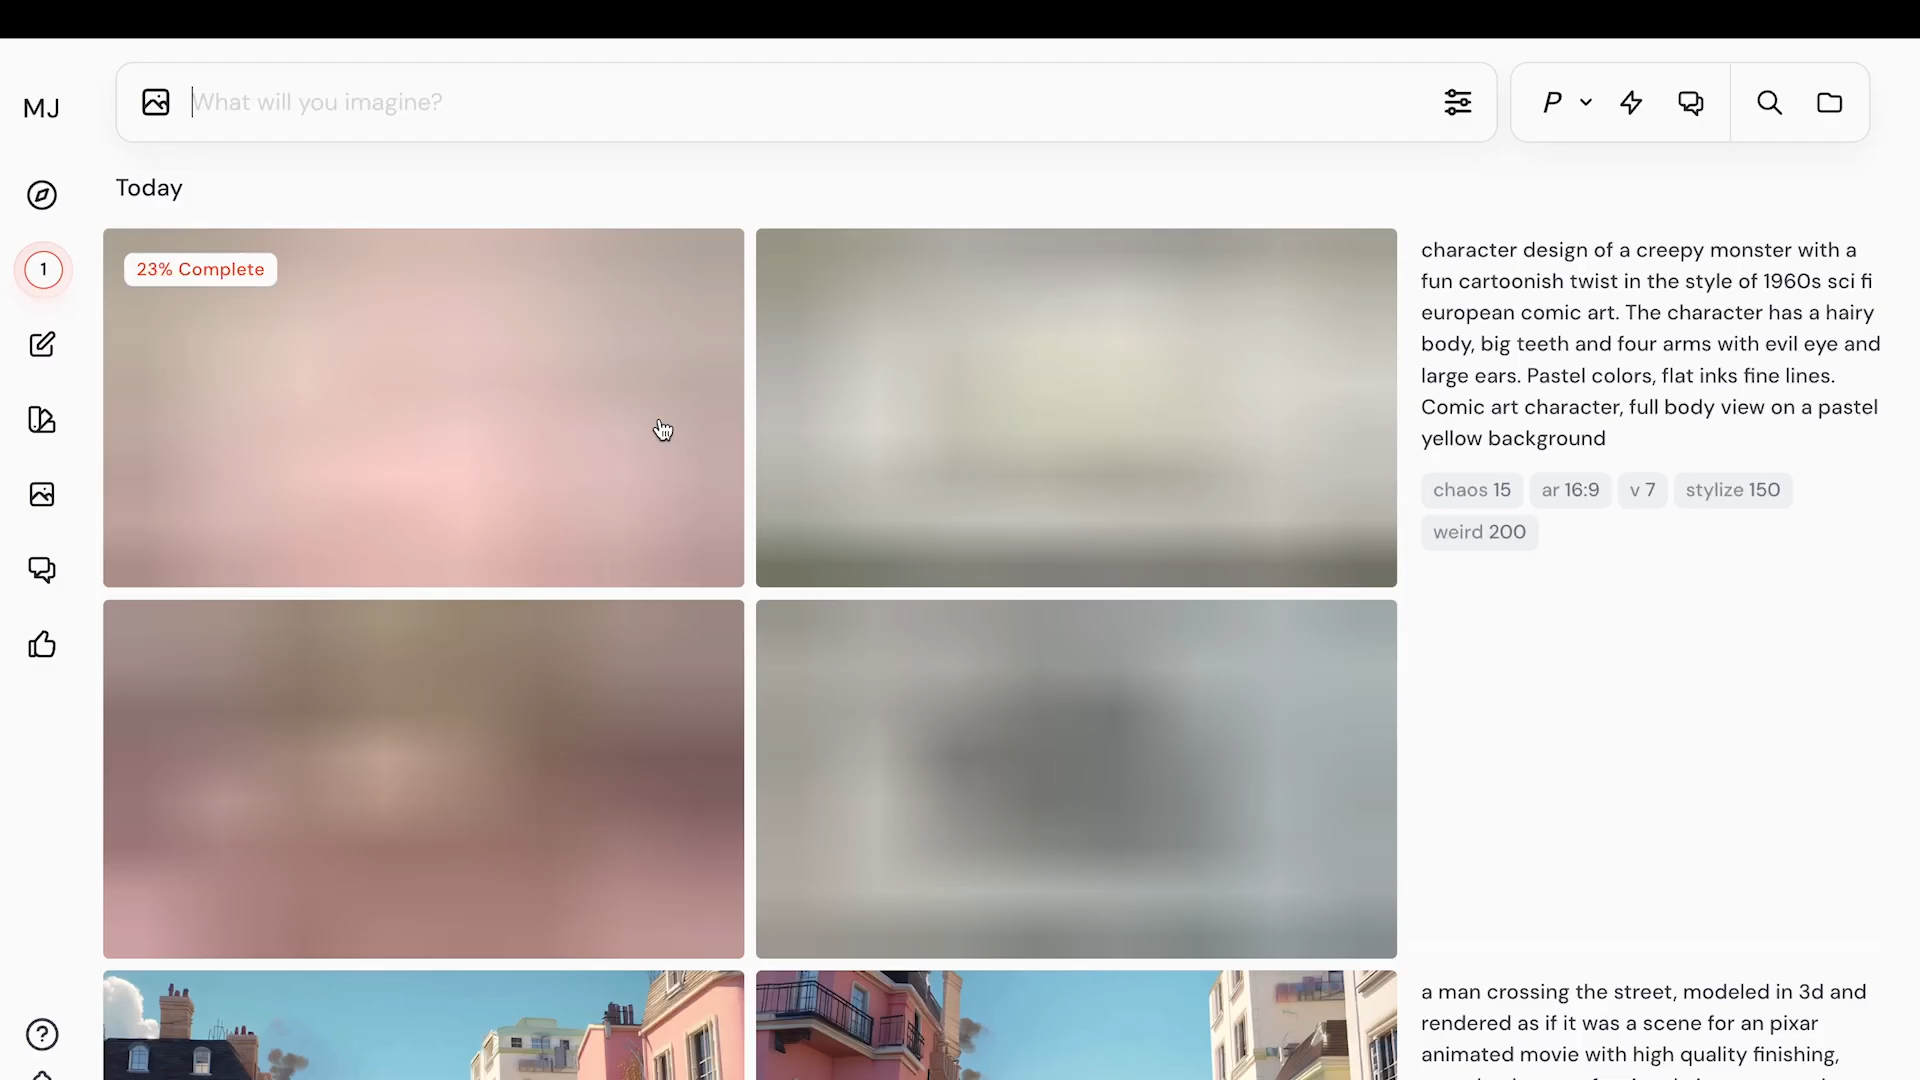 MJ
What will you imagine?
P
Today
1
23% Complete
character design of a creepy monster with a
fun cartoonish twist in the style of 1960s sci fi
european comic art. The character has a hairy
body, big teeth and four arms with evil eye and
large ears. Pastel colors, flat inks fine lines.
Comic art character, full body view on a pastel
yellow background
chaos 15 ar 16:9 v 7 stylize 150
weird 200
a man crossing the street, modeled in 3d and
rendered as if it was a scene for an pixar
animated movie with high quality finishing,